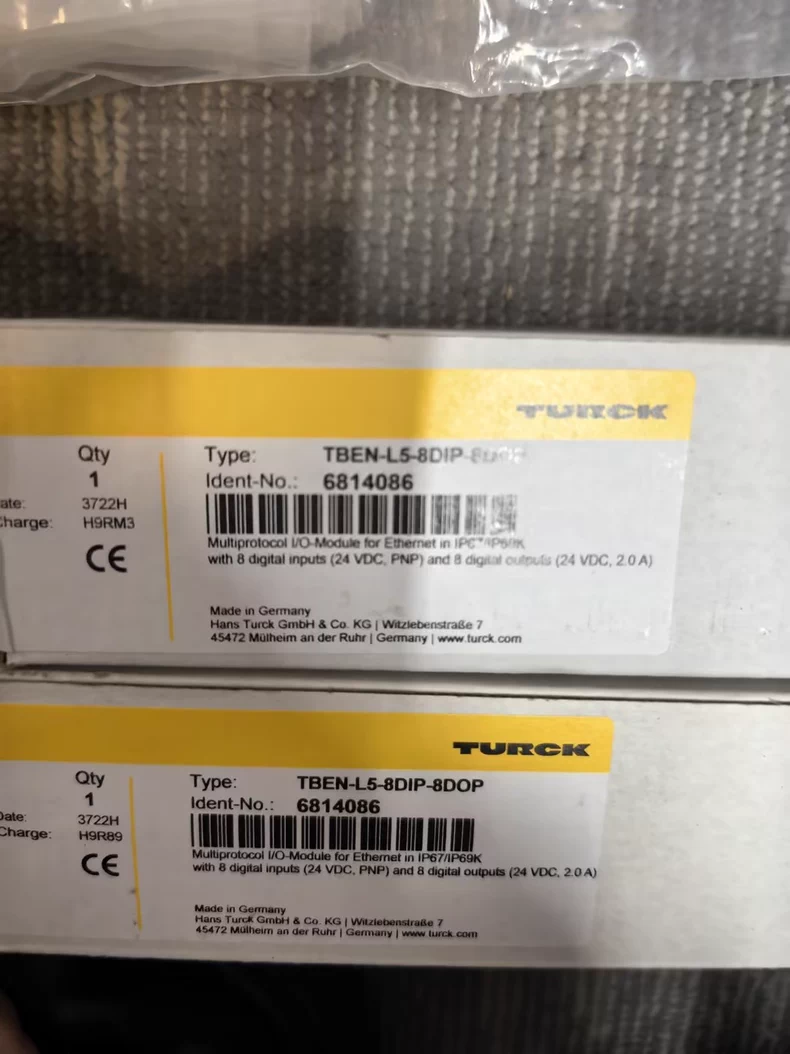 TURCK
Qty
1
ate: 3722H
Charge: H9RM3
CE
Type: TBEN-L5-8DIP-
Ident-No.: 6814086
Multiprotocol I/O-Module for Ethernet in IP67/IP69K
with 8 digital inputs (24 VDC, PNP) and 8 digital outputs (24 VDC, 2.0 A)
Made in Germany
Hans Turck GmbH & Co. KG | Witzlebenstraße 7
45472 Mülheim an der Ruhr | Germany | www.turck.com
TURCK
Qty
1
Date: 3722H
Charge: H9R89
CE
Type: TBEN-L5-8DIP-8DOP
Ident-No.: 6814086
Multiprotocol I/O-Module for Ethernet in IP67/IP69K
with 8 digital inputs (24 VDC, PNP) and 8 digital outputs (24 VDC, 2.0 A)
Made in Germany
Hans Turck GmbH & Co. KG | Witzlebenstraße 7
45472 Mülheim an der Ruhr | Germany | www.turck.com